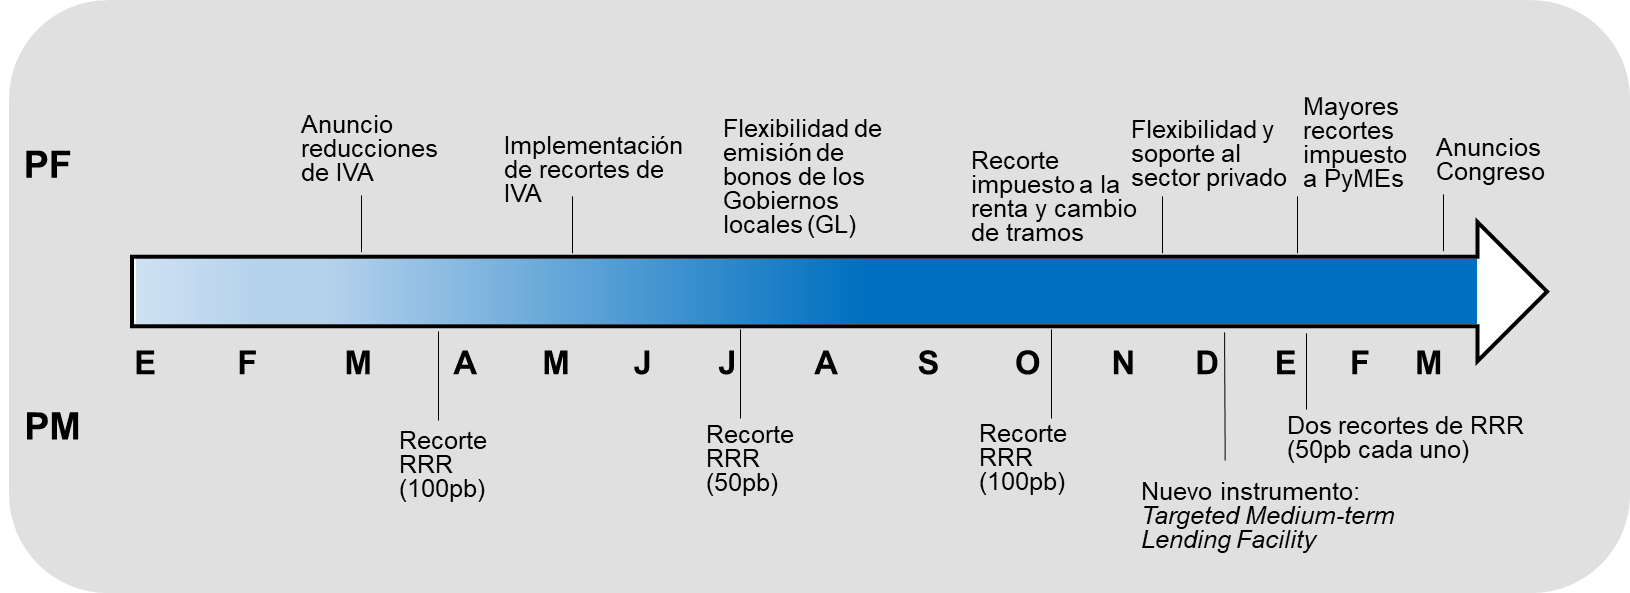 PF
Anuncio
reducciones
de IVA
Implementación
de recortes de
IVA
Flexibilidad de
emisión de
bonos de los
Gobiernos
locales (GL)
Recorte
impuesto a la
renta y cambio
de tramos
Flexibilidad y
soporte al
sector privado
Mayores
recortes
impuesto
a PyMEs
Anuncios
Congreso
E F M A M J J A S O N D E F M
PM
Recorte
RRR
(100pb)
Recorte
RRR
(50pb)
Recorte
RRR
(100pb)
Nuevo instrumento:
Targeted Medium-term
Lending Facility
Dos recortes de RRR
(50pb cada uno)